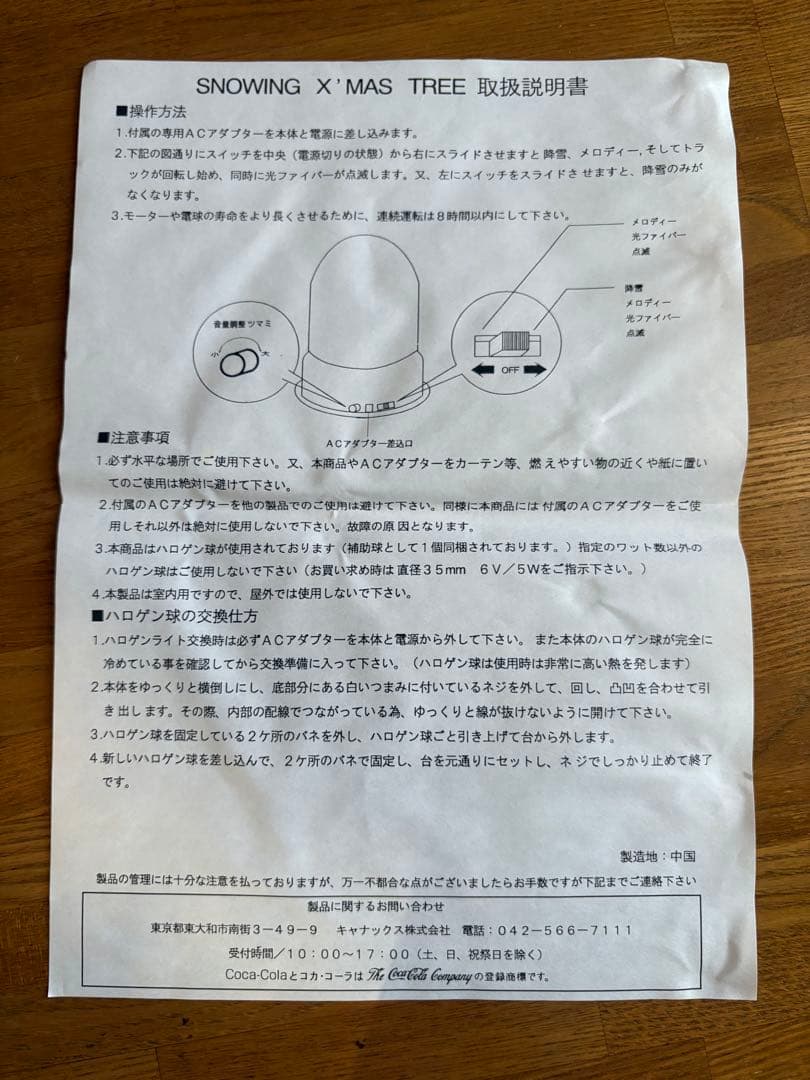 SNOWING X'MAS TREE 取扱説明書
■操作方法
1.付属の専用ACアダプターを本体と電源に差し込みます。
2.下記の図通りにスイッチを中央（電源切りの状態）から右にスライドさせますと 降雪、メロディー,そしてトラ
ックが回転し始め、同時に光ファイバーが点滅します。又、左にスイッチをスライドさ せますと、降雪のみが
なくなります。
3.モーターや電球の寿命をより長くさせるために、連続運転は8時間以内にして下さい。
メロディー
光ファイバー
点滅
降雪
メロディー
光ファイバー
点滅
音量調整ツマミ
小 大
OFF
ACアダプター差込口
■注意事項
1.必ず水平な場所でご使用下さい。又、本商品やACアダプターをカーテン等、燃えやすい物の近くや紙に置い
てのご使用は絶対に避けて下さい。
2.付属のACアダプターを他の製品でのご使用は避けて下さい。同様に本商品には 付属のACアダプターをご使
用しそれ以外は絶対に使用しないで下さい。故障の原因となります。
3.本商品はハロゲン球が使用されております（補助球として1個同梱されております。）指定のワット数以外の
ハロゲン球はご使用しないで下さい（お買い求め時は直径35mm 6V／5Wをご指示下さい。）
4.本製品は室内用ですので、屋外では使用しないで下さい。
■ハロゲン球の交換仕方
1.ハロゲンライト交換時は必ずACアダプターを本体と電源から外して下さい。 また本体のハロゲン球が完全に
冷めている事を確認してから交換準備に入って下さい。（ハロゲン球は使用時は非常に高い熱を発します）
2.本体をゆっくりと横倒しにし、底部分にある白いつまみに付いているネジを外して、回し、凸凹を合わせて引
き出します。その際、内部の配線でつながっている為、ゆっくりと線が抜けないように開けて下さい。
3.ハロゲン球を固定している2ケ所のバネを外し、ハロゲン球ごと引き上げて台から外します。
4.新しいハロゲン球を差し込んで、2ケ所のバネで固定し、台を元通りにセットし、ネジでしっかり止めて終了
です。
製造地：中国
製品の管理には十分な注意を払っておりますが、万一不都合な点がございましたらお手数ですが下記までご連絡下さい
製品に関するお問い合わせ
東京都東大和市南街3－49－9 キャナックス株式会社 電話：042－566－7111
受付時間／10：00～17：00（土、日、祝祭日を除く）
Coca-Colaとコカ・コーラは The Coca-Cola Company の登録商標です。